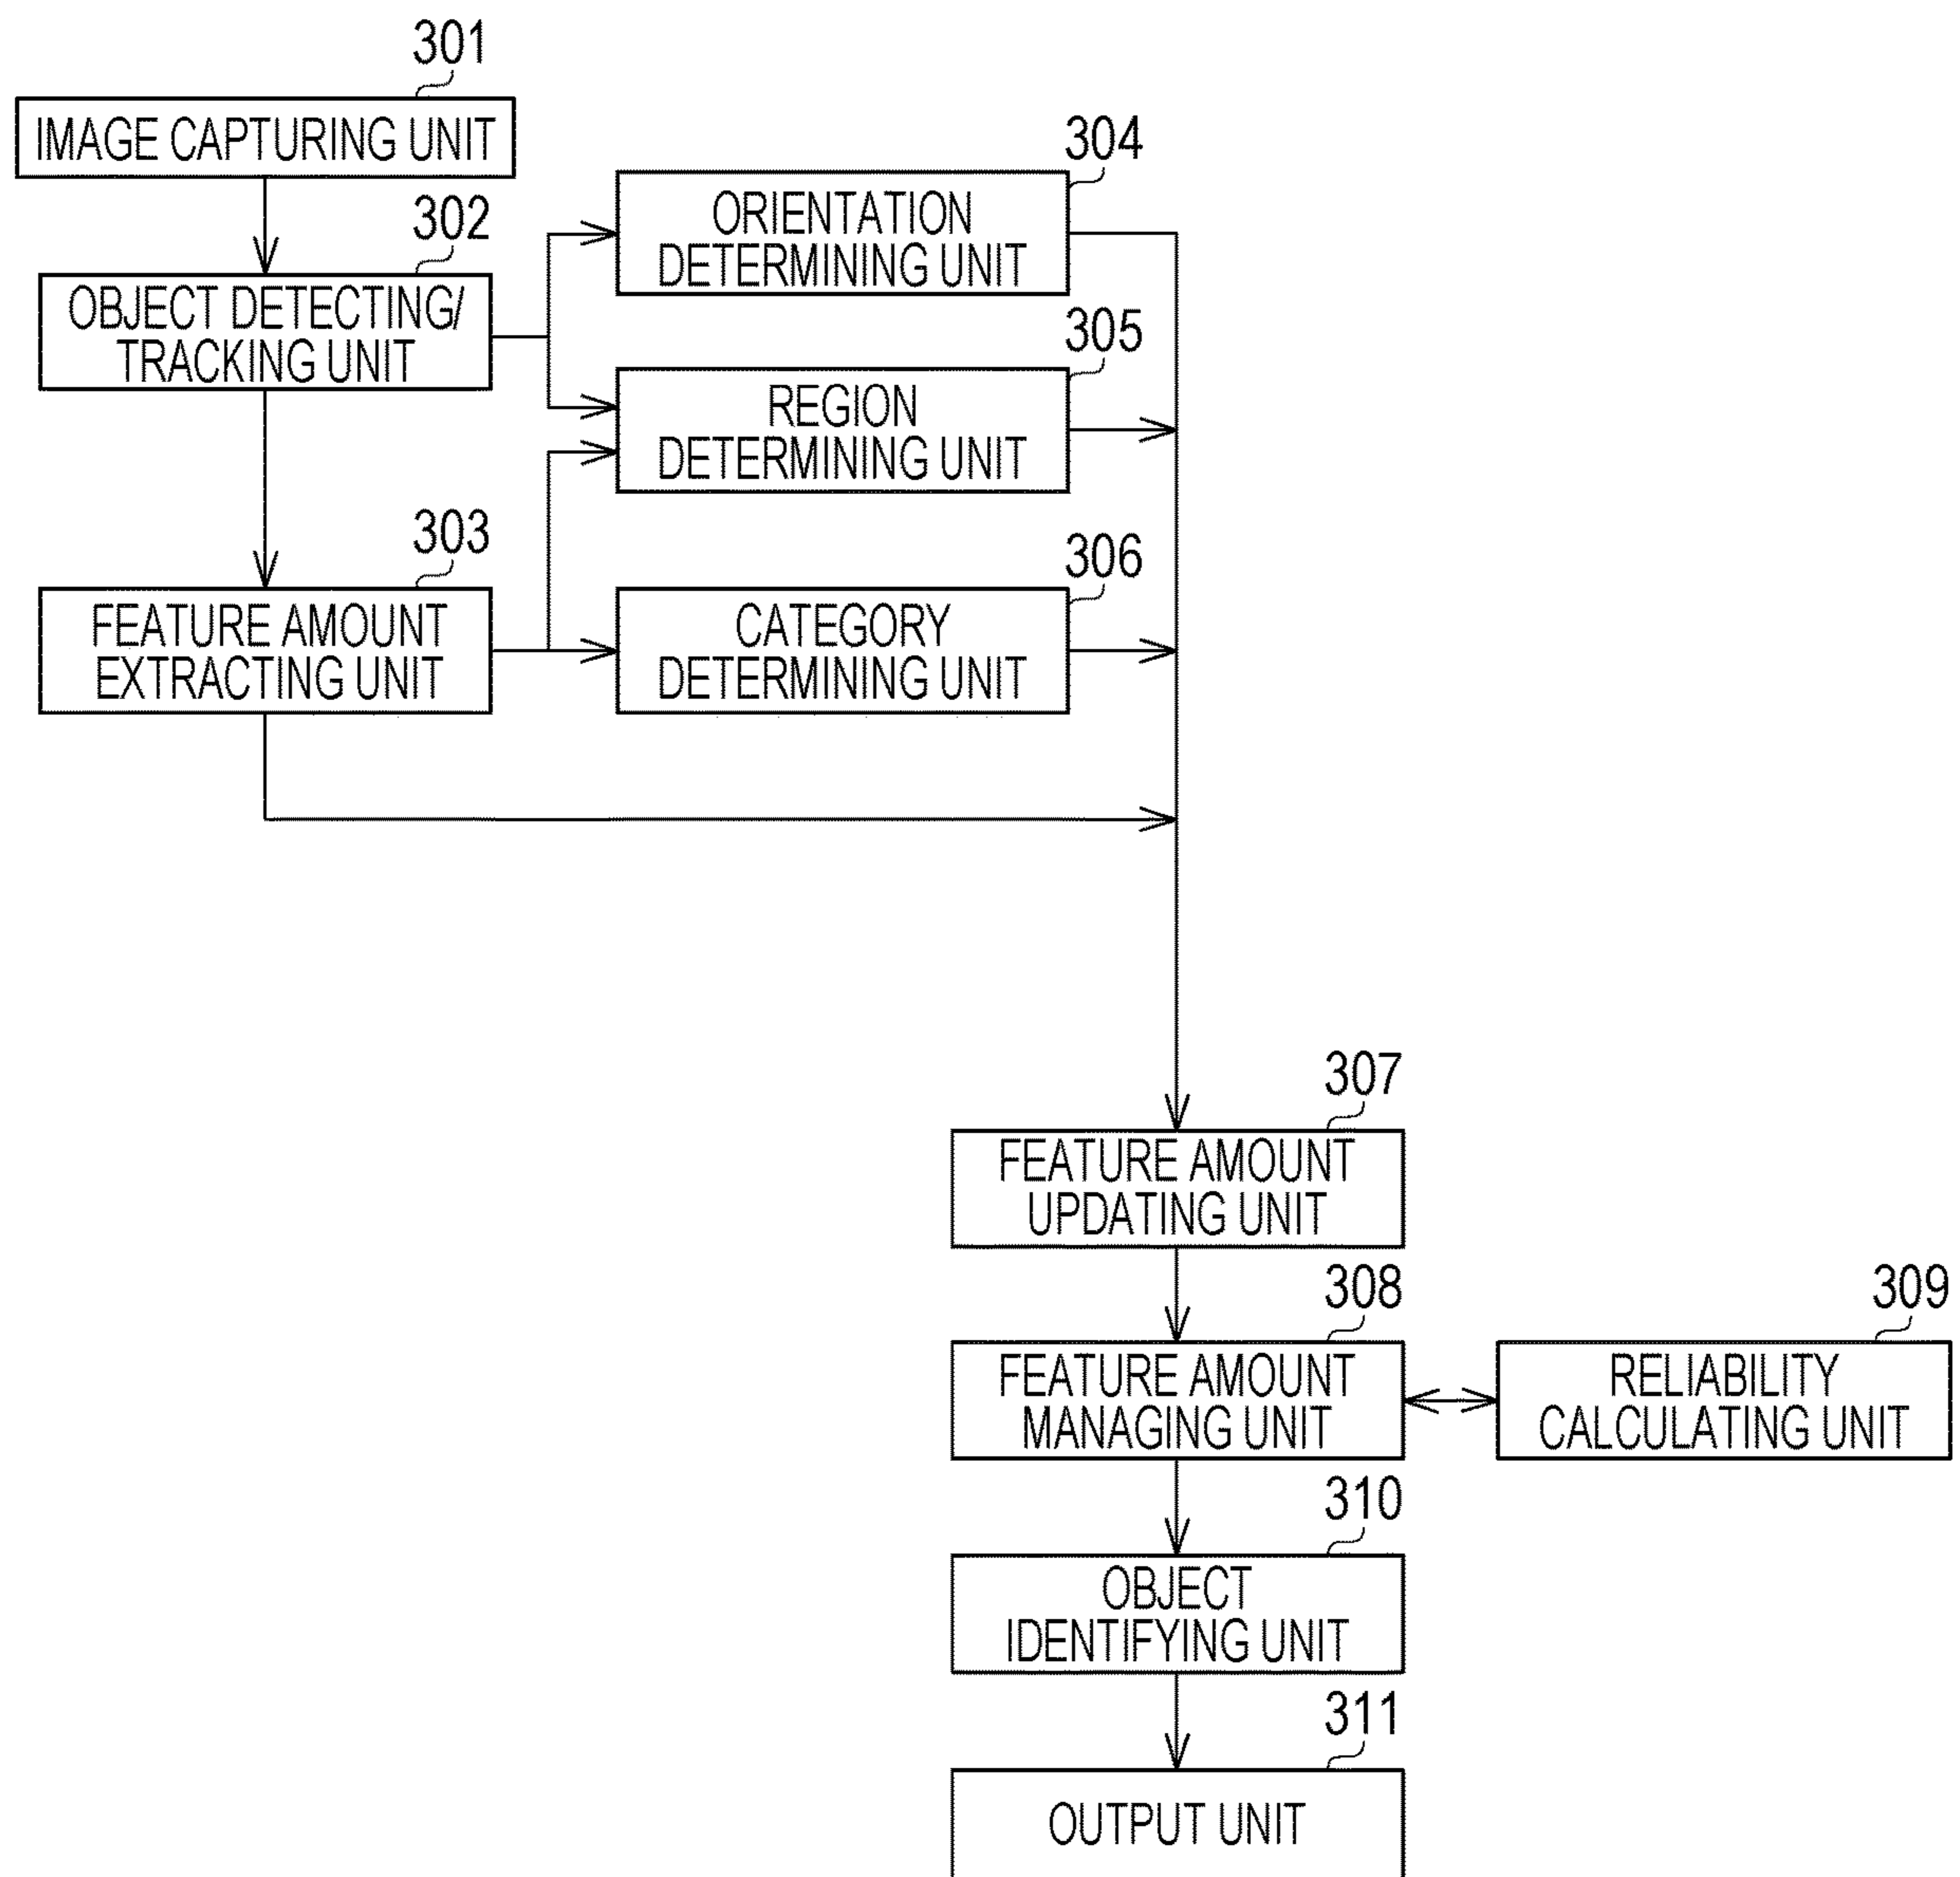 301
IMAGE CAPTURING UNIT
302
OBJECT DETECTING/
TRACKING UNIT
303
FEATURE AMOUNT
EXTRACTING UNIT
304
ORIENTATION
DETERMINING UNIT
305
REGION
DETERMINING UNIT
306
CATEGORY
DETERMINING UNIT
307
FEATURE AMOUNT
UPDATING UNIT
308
FEATURE AMOUNT
MANAGING UNIT
309
RELIABILITY
CALCULATING UNIT
310
OBJECT
IDENTIFYING UNIT
311
OUTPUT UNIT